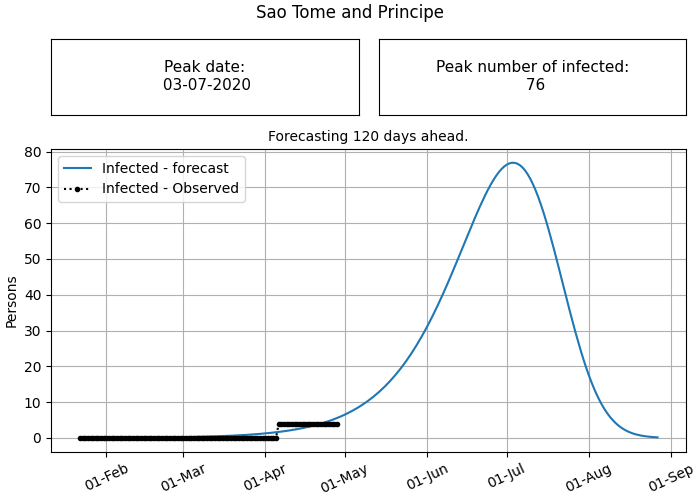 Sao Tome and Principe
Peak date:
03-07-2020
Peak number of infected:
76
Forecasting 120 days ahead.
Infected - forecast
Infected - Observed
Persons
80
70
60
50
40
30
20
10
0
01-Feb
01-Mar
01-Apr
01-May
01-Jun
01-Jul
01-Aug
01-Sep